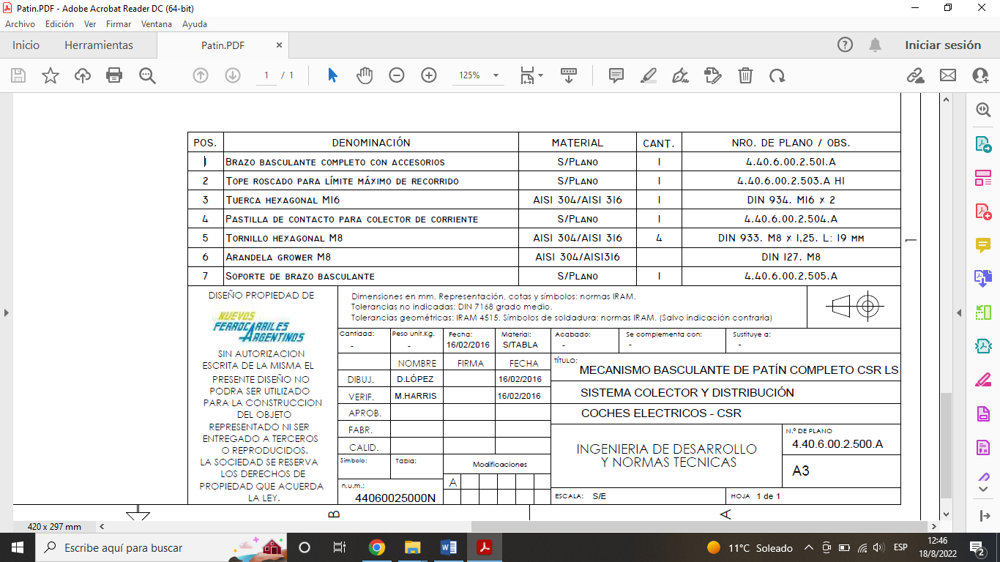 Patin.PDF - Adobe Acrobat Reader DC (64-bit)
Archivo Edición Ver Firmar Ventana Ayuda
Inicio Herramientas Patin.PDF × Iniciar sesión
1 / 1 125%
POS. DENOMINACIÓN MATERIAL CANT. NRO. DE PLANO / OBS.
1 BRAZO BASCULANTE COMPLETO CON ACCESORIOS S/PLANO 1 4.40.6.00.2.501.A
2 TOPE ROSCADO PARA LÍMITE MÁXIMO DE RECORRIDO S/PLANO 1 4.40.6.00.2.503.A H1
3 TUERCA HEXAGONAL M16 AISI 304/AISI 316 1 DIN 934. M16 x 2
4 PASTILLA DE CONTACTO PARA COLECTOR DE CORRIENTE S/PLANO 1 4.40.6.00.2.504.A
5 TORNILLO HEXAGONAL M8 AISI 304/AISI 316 4 DIN 933. M8 x 1,25. L: 19 MM
6 ARANDELA GROWER M8 AISI 304/AISI316 DIN 127. M8
7 SOPORTE DE BRAZO BASCULANTE S/PLANO 1 4.40.6.00.2.505.A
1
DISEÑO PROPIEDAD DE
NUEVOS
FERROCARRILES
ARGENTINOS
SIN AUTORIZACION
ESCRITA DE LA MISMA EL
PRESENTE DISEÑO NO
PODRA SER UTILIZADO
PARA LA CONSTRUCCION
DEL OBJETO
REPRESENTADO NI SER
ENTREGADO A TERCEROS
O REPRODUCIDOS.
LA SOCIEDAD SE RESERVA
LOS DERECHOS DE
PROPIEDAD QUE ACUERDA
LA LEY.
Dimensiones en mm. Representación, cotas y símbolos: normas IRAM.
Tolerancias no indicadas: DIN 7168 grado medio.
Tolerancias geométricas: IRAM 4515. Símbolos de soldadura: normas IRAM. (Salvo indicación contraria)
Cantidad: Peso unit.Kg. Fecha: Material: Acabado: Se complementa con: Sustituye a:
- - 16/02/2016 S/TABLA - - -
NOMBRE FIRMA FECHA
DIBUJ. D.LÓPEZ 16/02/2016
VERIF. M.HARRIS 16/02/2016
APROB.
FABR.
CALID.
Simbolo: Tabla: Modificaciones
A
n.u.m.:
44060025000N
TÍTULO: MECANISMO BASCULANTE DE PATÍN COMPLETO CSR LS
SISTEMA COLECTOR Y DISTRIBUCIÓN
COCHES ELECTRICOS - CSR
INGENIERIA DE DESARROLLO
Y NORMAS TECNICAS
N.º DE PLANO
4.40.6.00.2.500.A
A3
ESCALA: S/E HOJA 1 de 1
B A
420 x 297 mm
Escribe aquí para buscar
11°C Soleado ESP
12:46
18/8/2022
2